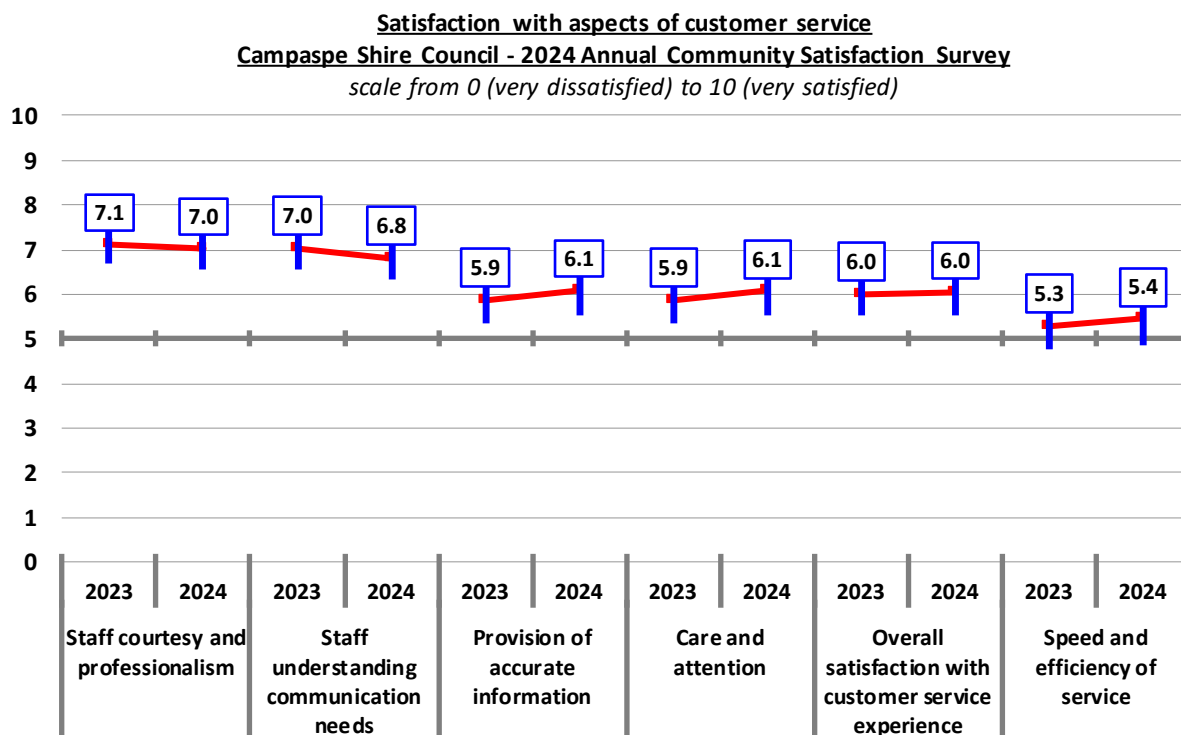 Satisfaction with aspects of customer service
Campaspe Shire Council - 2024 Annual Community Satisfaction Survey
scale from 0 (very dissatisfied) to 10 (very satisfied)
10
9
8
7
6
5
4
3
2
1
0
7.1
7.0
7.0
6.8
5.9
6.1
5.9
6.1
6.0
6.0
5.3
5.4
2023 2024 2023 2024 2023 2024 2023 2024 2023 2024 2023 2024
Staff courtesy and
professionalism
Staff
understanding
communication
needs
Provision of
accurate
information
Care and
attention
Overall
satisfaction with
customer service
experience
Speed and
efficiency of
service